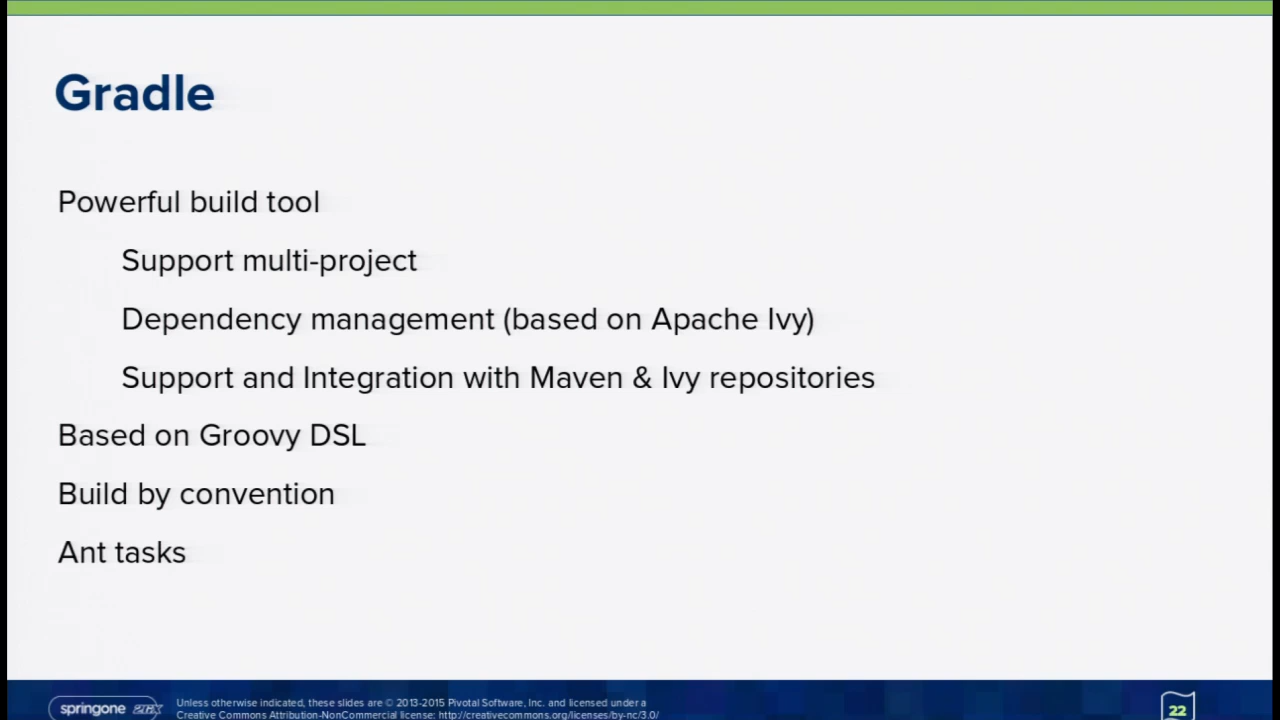 Gradle
Powerful build tool
Support multi-project
Dependency management (based on Apache Ivy)
Support and Integration with Maven & Ivy repositories
Based on Groovy DSL
Build by convention
Ant tasks
springone 2GX
Unless otherwise indicated, these slides are © 2013-2015 Pivotal Software, Inc. and licensed under a
Creative Commons Attribution-NonCommercial license: http://creativecommons.org/licenses/by-nc/3.0/
22